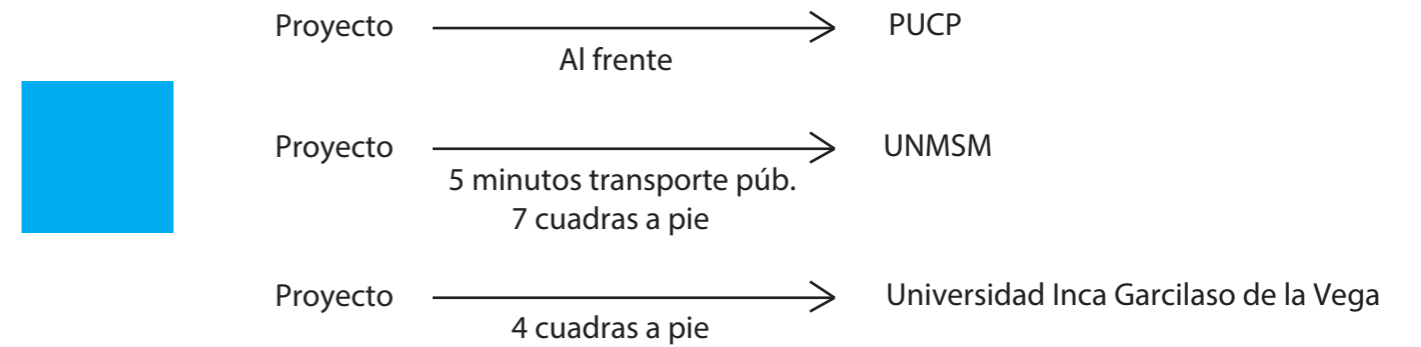 Proyecto PUCP
Al frente
Proyecto UNMSM
5 minutos transporte púb.
7 cuadras a pie
Proyecto Universidad Inca Garcilaso de la Vega
4 cuadras a pie